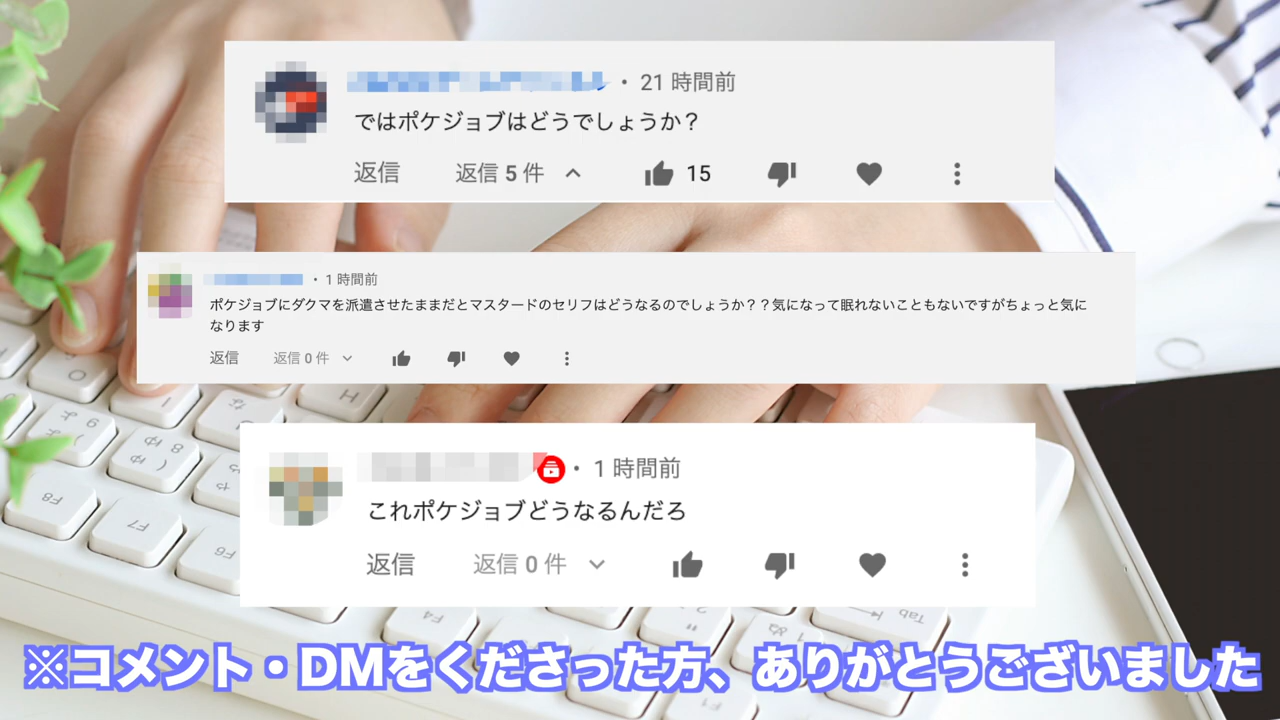 ・ 21 時間前
ではポケジョブはどうでしょうか？
返信 返信 5 件 15
・ 1 時間前
ポケジョブにダクマを派遣させたままだとマスタードのセリフはどうなるのでしょうか？？気になって眠れないこともないですがちょっと気に
なります
返信 返信 0 件
・ 1 時間前
これポケジョブどうなるんだろ
返信 返信 0 件
※コメント・DMをくださった方、ありがとうございました